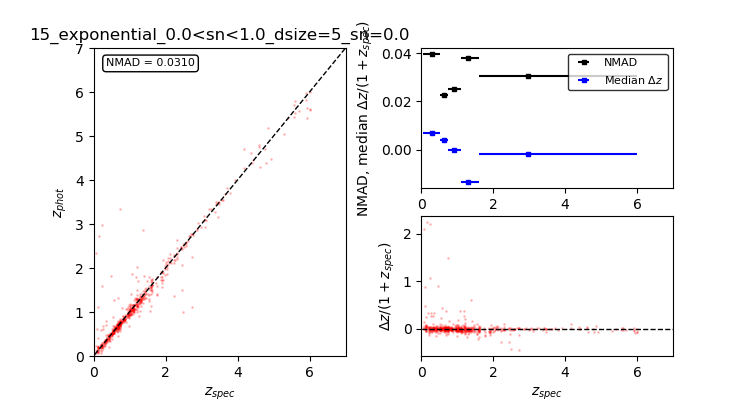 15_exponential_0.0<sn<1.0_dsize=5_sn=0.0
NMAD = 0.0310
z_phot
7
6
5
4
3
2
1
0
0 2 4 6
z_spec
NMAD, median Δz/(1 + z_spec)
0.04
0.02
0.00
NMAD
Median Δz
0 2 4 6
Δz/(1 + z_spec)
2
1
0
0 2 4 6
z_spec